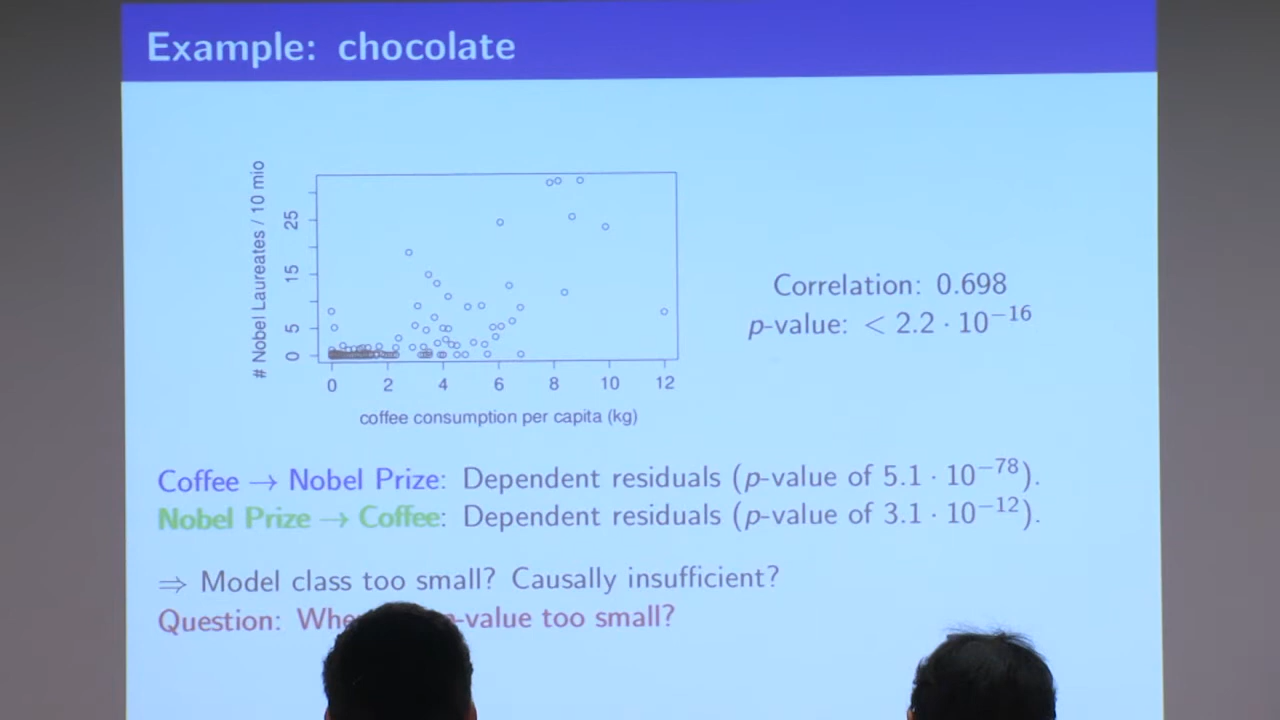 Example: chocolate
# Nobel Laureates / 10 mio
25
15
5
0
0 2 4 6 8 10 12
coffee consumption per capita (kg)
Correlation: 0.698
p-value: < 2.2 · 10⁻¹⁶
Coffee → Nobel Prize: Dependent residuals (p-value of 5.1 · 10⁻⁷⁸).
Nobel Prize → Coffee: Dependent residuals (p-value of 3.1 · 10⁻¹²).
⇒ Model class too small? Causally insufficient?
Question: -value too small?